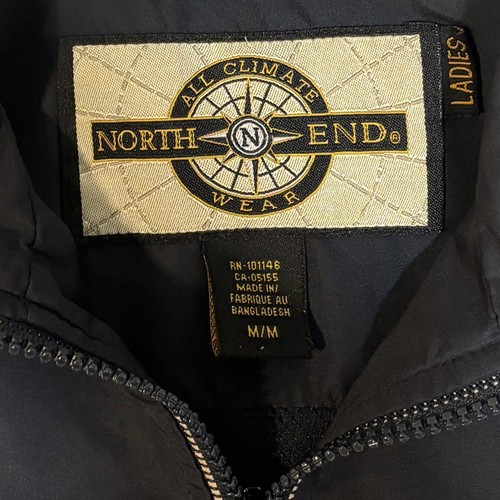 ALL CLIMATE
NORTH N END®
WEAR
LADIES
RN-101146
CA-05155
MADE IN/
FABRIQUE AU
BANGLADESH
M/M